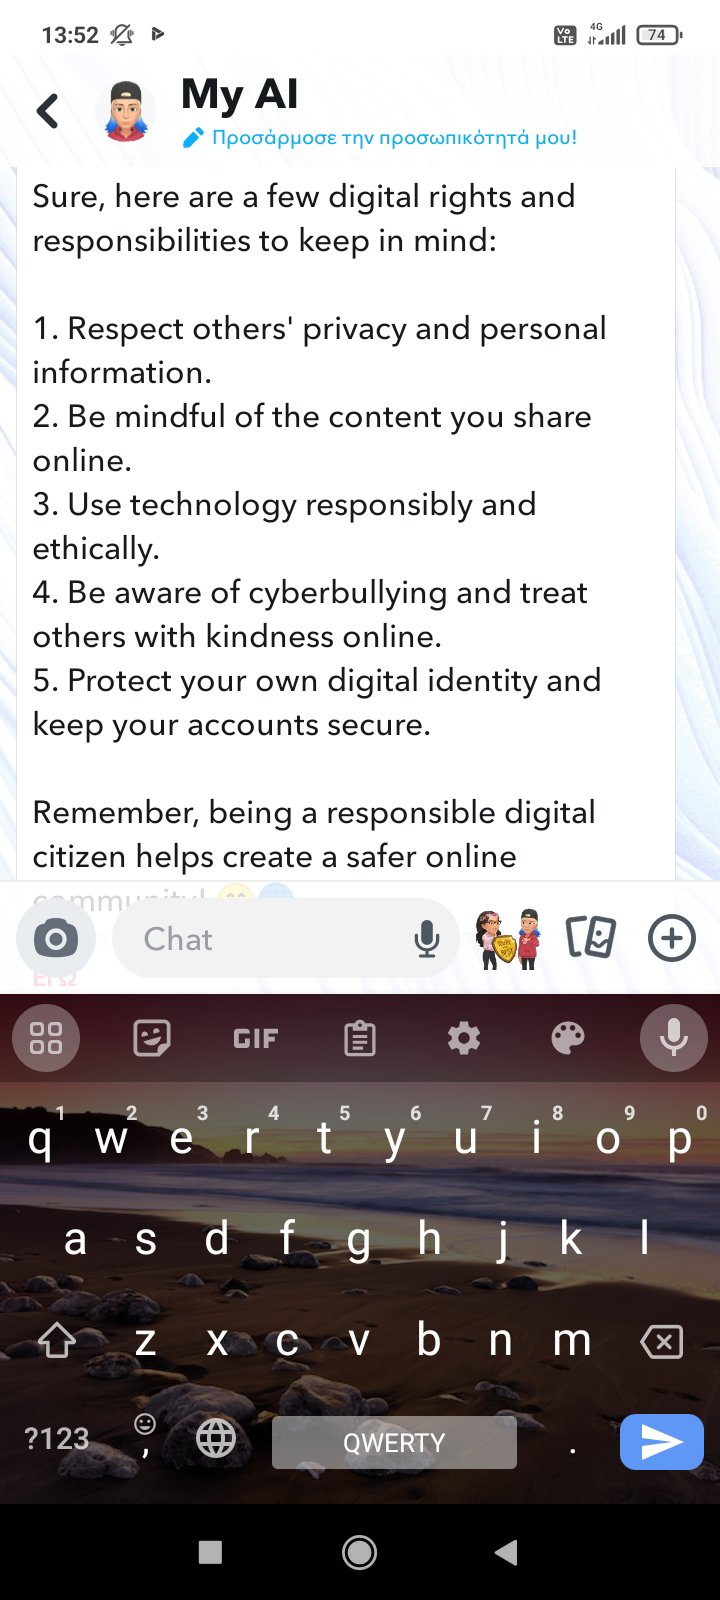 13:52
Vo LTE 4G 74
My AI
Προσάρμοσε την προσωπικότητά μου!
Sure, here are a few digital rights and
responsibilities to keep in mind:
1. Respect others' privacy and personal
information.
2. Be mindful of the content you share
online.
3. Use technology responsibly and
ethically.
4. Be aware of cyberbullying and treat
others with kindness online.
5. Protect your own digital identity and
keep your accounts secure.
Remember, being a responsible digital
citizen helps create a safer online
community!
Chat
ΕΓΩ
GIF
1 2 3 4 5 6 7 8 9 0
q w e r t y u i o p
a s d f g h j k l
z x c v b n m
?123 , QWERTY .